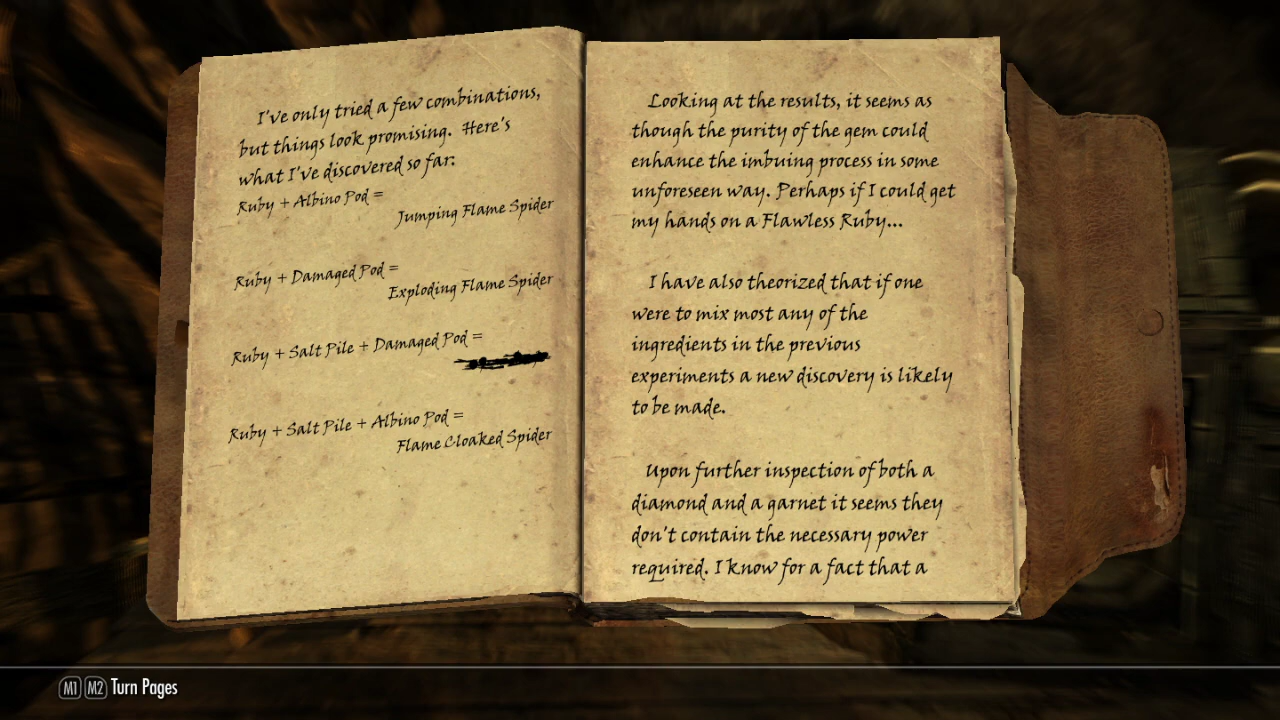 I've only tried a few combinations,
but things look promising. Here's
what I've discovered so far:
Ruby + Albino Pod =
Jumping Flame Spider
Ruby + Damaged Pod =
Exploding Flame Spider
Ruby + Salt Pile + Damaged Pod =
Ruby + Salt Pile + Albino Pod =
Flame Cloaked Spider
Looking at the results, it seems as
though the purity of the gem could
enhance the imbuing process in some
unforeseen way. Perhaps if I could get
my hands on a Flawless Ruby...
I have also theorized that if one
were to mix most any of the
ingredients in the previous
experiments a new discovery is likely
to be made.
Upon further inspection of both a
diamond and a garnet it seems they
don't contain the necessary power
required. I know for a fact that a
M1 M2 Turn Pages